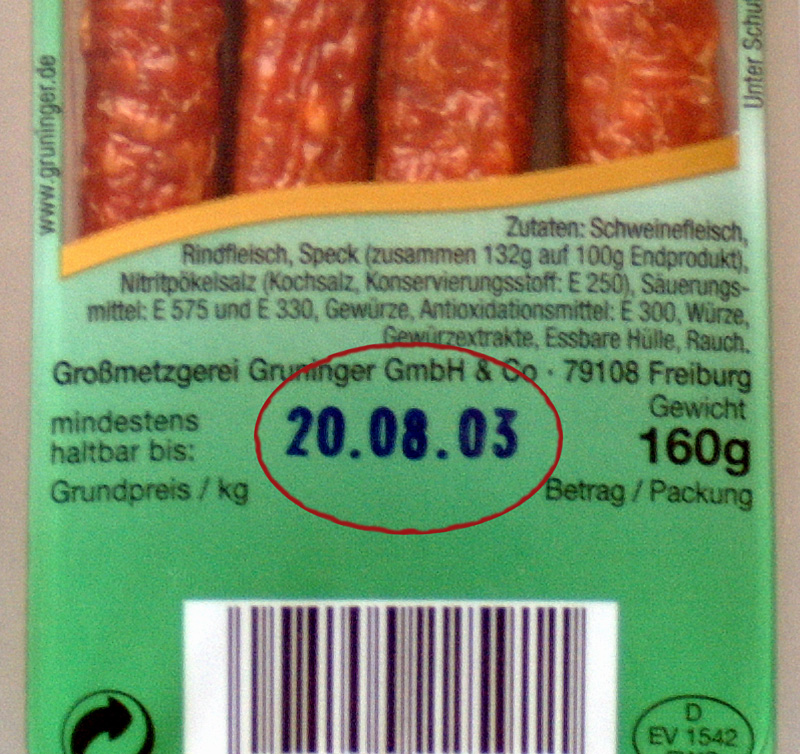 www.gruninger.de
Unter Schut
Zutaten: Schweinefleisch,
Rindfleisch, Speck (zusammen 132g auf 100g Endprodukt),
Nitritpökelsalz (Kochsalz, Konservierungsstoff: E 250), Säuerungs-
mittel: E 575 und E 330, Gewürze, Antioxidationsmittel: E 300, Würze,
Gewürzextrakte, Essbare Hülle, Rauch.
Großmetzgerei Gruninger GmbH & Co · 79108 Freiburg
mindestens
haltbar bis:
20.08.03
Gewicht
160g
Grundpreis / kg
Betrag / Packung
D
EV 1542